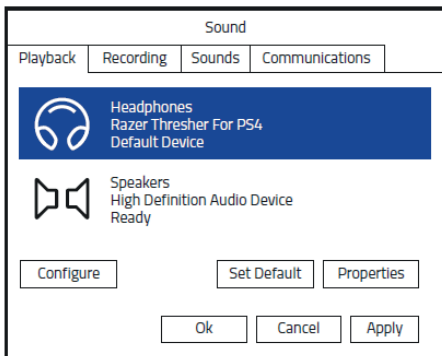 Sound
Playback Recording Sounds Communications
Headphones
Razer Thresher For PS4
Default Device
Speakers
High Definition Audio Device
Ready
Configure Set Default Properties
Ok Cancel Apply